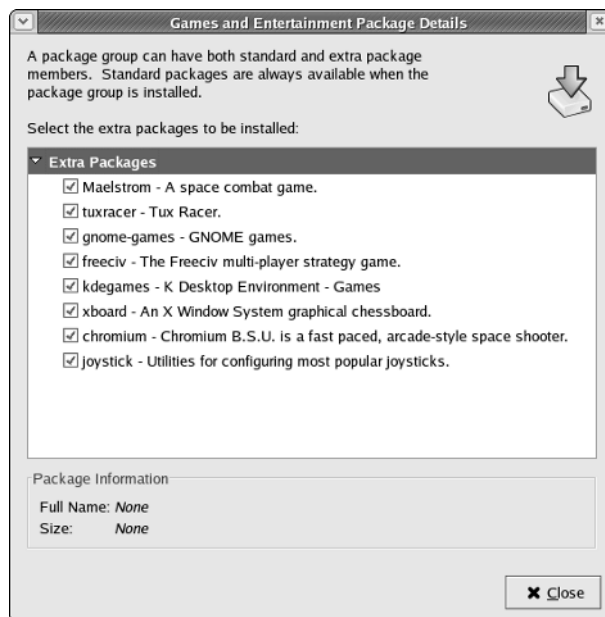 Games and Entertainment Package Details
A package group can have both standard and extra package
members. Standard packages are always available when the
package group is installed.
Select the extra packages to be installed:
Extra Packages
Maelstrom - A space combat game.
tuxracer - Tux Racer.
gnome-games - GNOME games.
freeciv - The Freeciv multi-player strategy game.
kdegames - K Desktop Environment - Games
xboard - An X Window System graphical chessboard.
chromium - Chromium B.S.U. is a fast paced, arcade-style space shooter.
joystick - Utilities for configuring most popular joysticks.
Package Information
Full Name: None
Size: None
Close